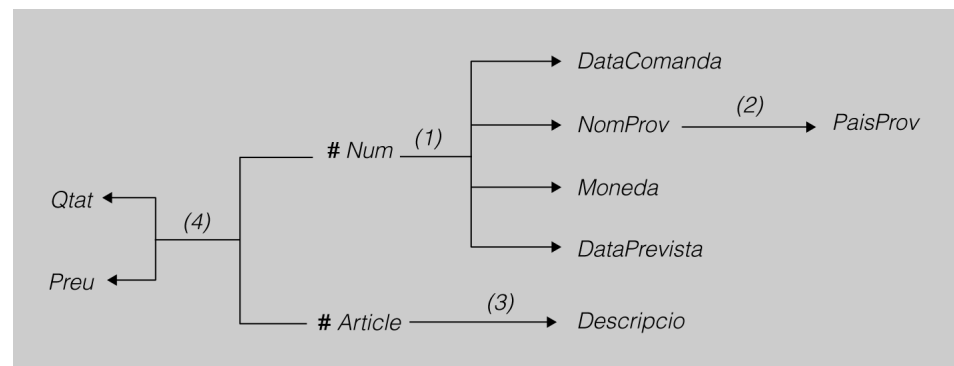 DataComanda
NomProv (2) PaisProv
# Num (1)
Moneda
Qtat
(4)
DataPrevista
Preu
# Article (3) Descripcio